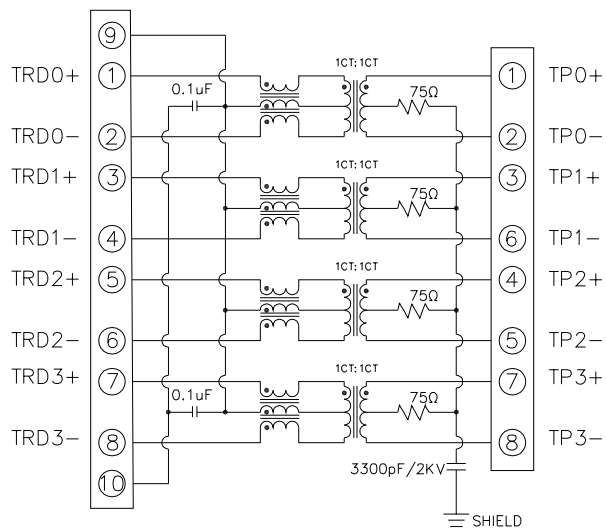 9
1CT:1CT
TRD0+ 1 0.1uF 75Ω 1 TP0+
TRD0- 2 2 TP0-
1CT:1CT
TRD1+ 3 75Ω 3 TP1+
TRD1- 4 6 TP1-
1CT:1CT
TRD2+ 5 75Ω 4 TP2+
TRD2- 6 5 TP2-
1CT:1CT
TRD3+ 7 0.1uF 75Ω 7 TP3+
TRD3- 8 8 TP3-
3300pF/2KV
10
SHIELD